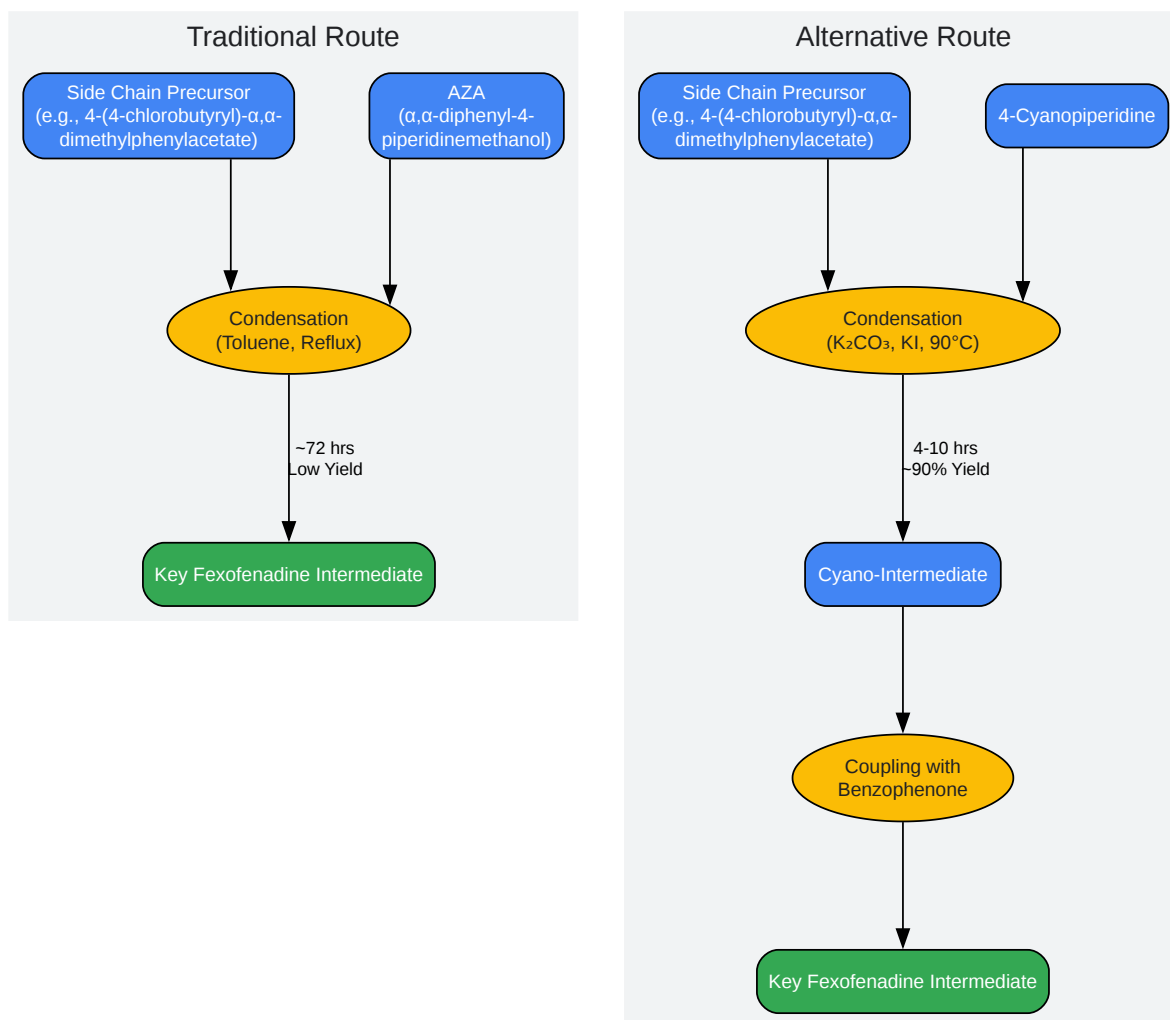 Traditional Route
Side Chain Precursor
(e.g., 4-(4-chlorobutyryl)-α,α-
dimethylphenylacetate)
AZA
(α,α-diphenyl-4-
piperidinemethanol)
Condensation
(Toluene, Reflux)
~72 hrs
Low Yield
Key Fexofenadine Intermediate
Alternative Route
Side Chain Precursor
(e.g., 4-(4-chlorobutyryl)-α,α-
dimethylphenylacetate)
4-Cyanopiperidine
Condensation
(K₂CO₃, KI, 90°C)
4-10 hrs
~90% Yield
Cyano-Intermediate
Coupling with
Benzophenone
Key Fexofenadine Intermediate